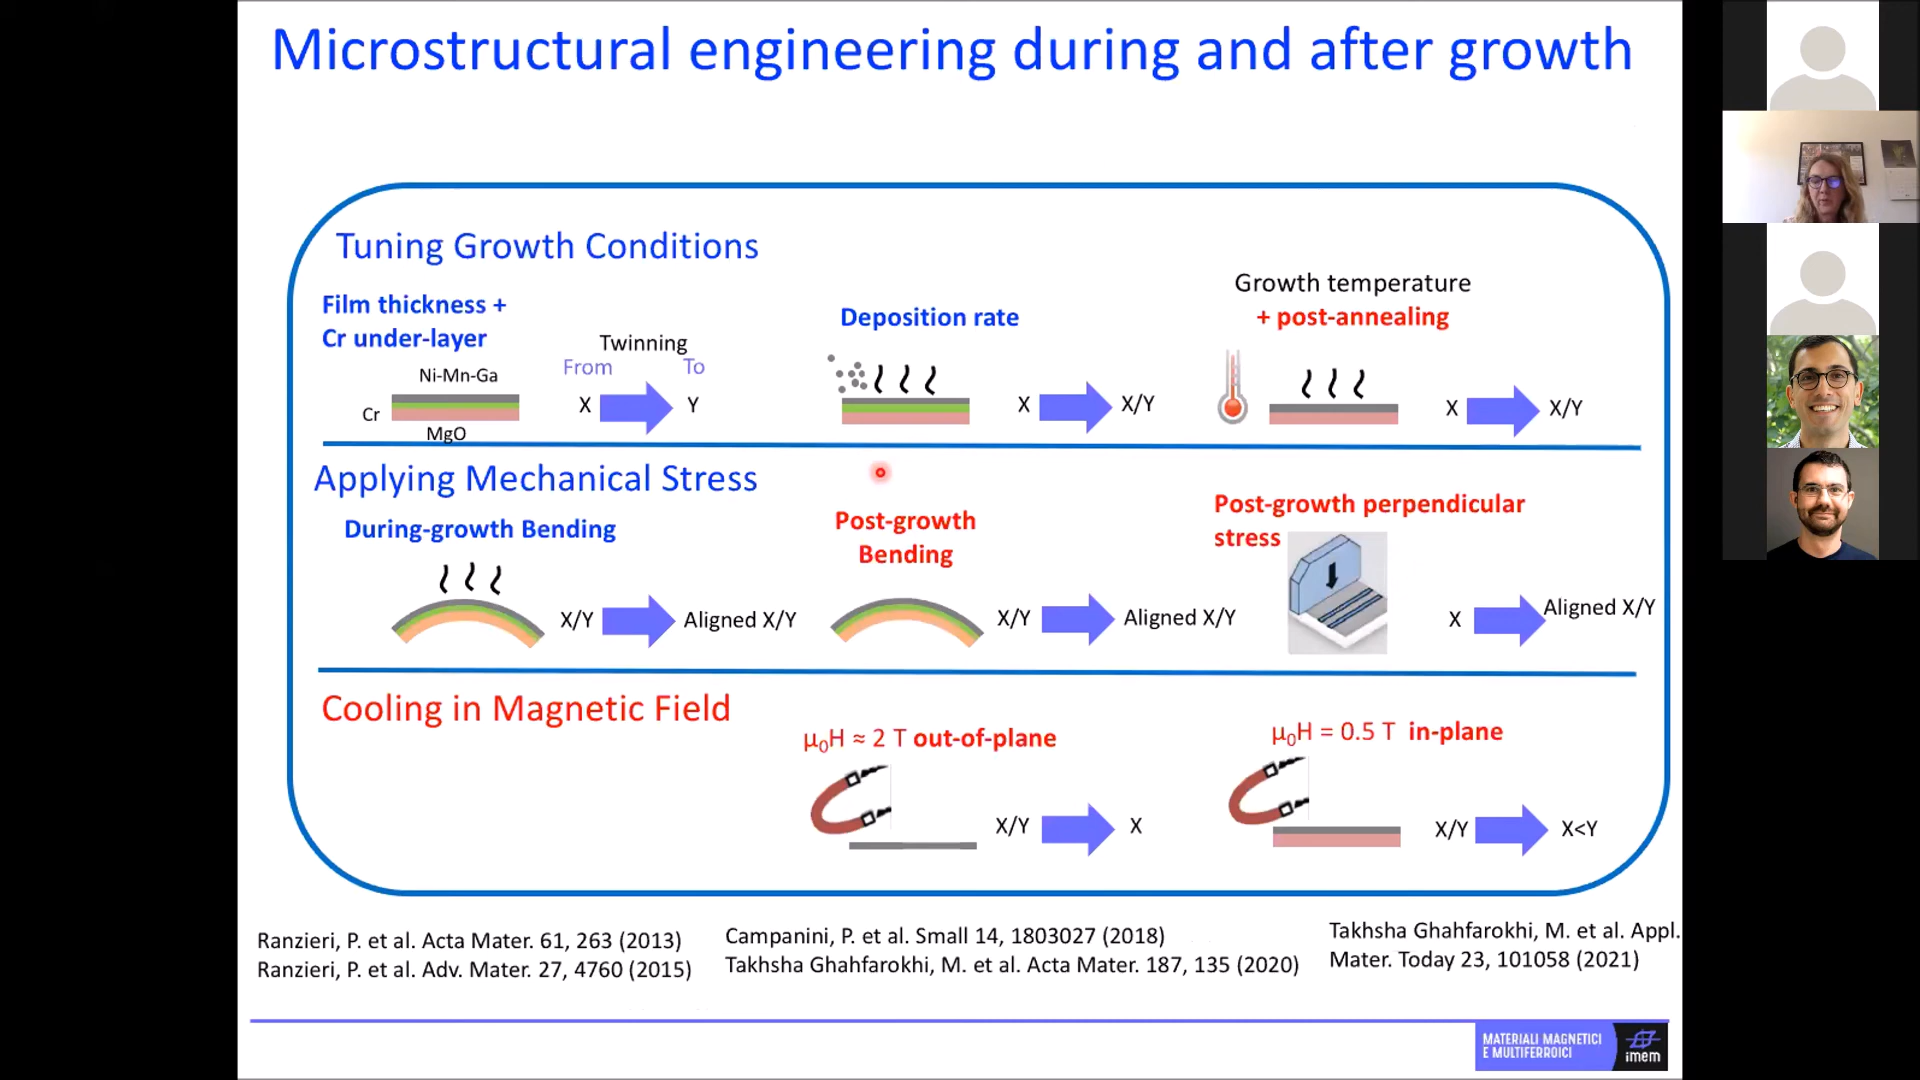 Microstructural engineering during and after growth
Tuning Growth Conditions
Film thickness +
Cr under-layer
Ni-Mn-Ga
Cr
MgO
Twinning
From To
X Y
Deposition rate
X X/Y
Growth temperature
+ post-annealing
X X/Y
Applying Mechanical Stress
During-growth Bending
X/Y Aligned X/Y
Post-growth
Bending
X/Y Aligned X/Y
Post-growth perpendicular
stress
X Aligned X/Y
Cooling in Magnetic Field
μ₀H ≈ 2 T out-of-plane
X/Y X
μ₀H = 0.5 T in-plane
X/Y X<Y
Ranzieri, P. et al. Acta Mater. 61, 263 (2013)
Ranzieri, P. et al. Adv. Mater. 27, 4760 (2015)
Campanini, P. et al. Small 14, 1803027 (2018)
Takhsha Ghahfarokhi, M. et al. Acta Mater. 187, 135 (2020)
Takhsha Ghahfarokhi, M. et al. Appl.
Mater. Today 23, 101058 (2021)
MATERIALI MAGNETICI
E MULTIFERROICI
imem